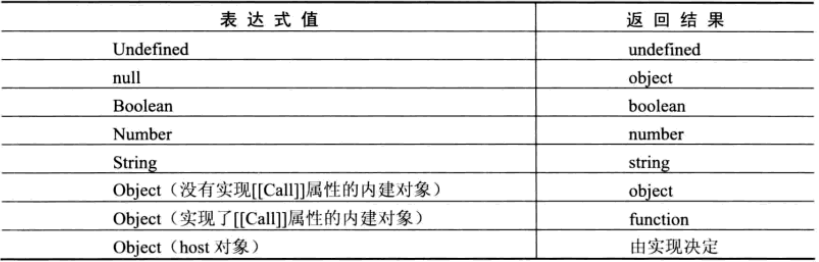 表达式值 返回结果
Undefined undefined
null object
Boolean boolean
Number number
String string
Object（没有实现[[Call]]属性的内建对象） object
Object（实现了[[Call]]属性的内建对象） function
Object（host 对象） 由实现决定